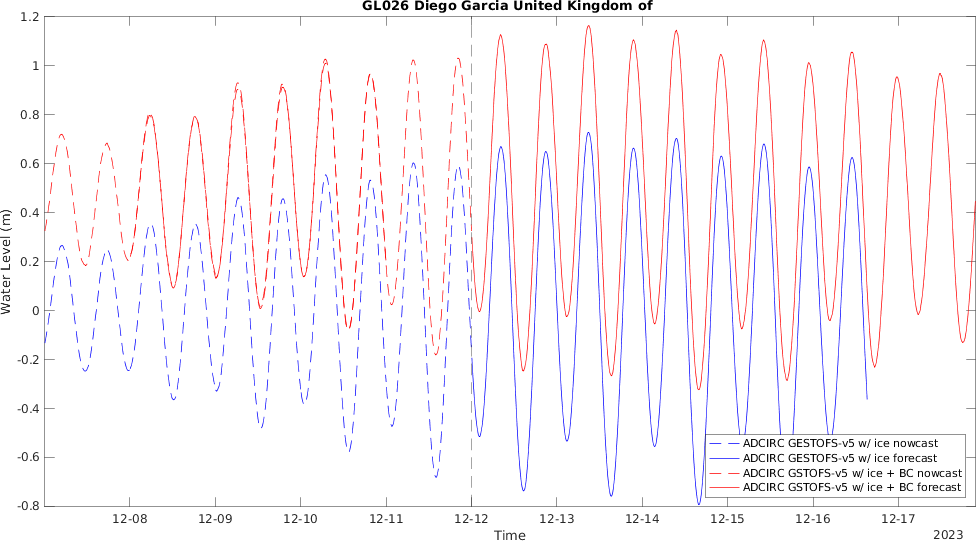 GL026 Diego Garcia United Kingdom of
1.2
1
0.8
0.6
0.4
0.2
0
-0.2
-0.4
-0.6
-0.8
Water Level (m)
ADCIRC GESTOFS-v5 w/ ice nowcast
ADCIRC GESTOFS-v5 w/ ice forecast
ADCIRC GSTOFS-v5 w/ ice + BC nowcast
ADCIRC GSTOFS-v5 w/ ice + BC forecast
12-08 12-09 12-10 12-11 12-12 12-13 12-14 12-15 12-16 12-17
Time
2023